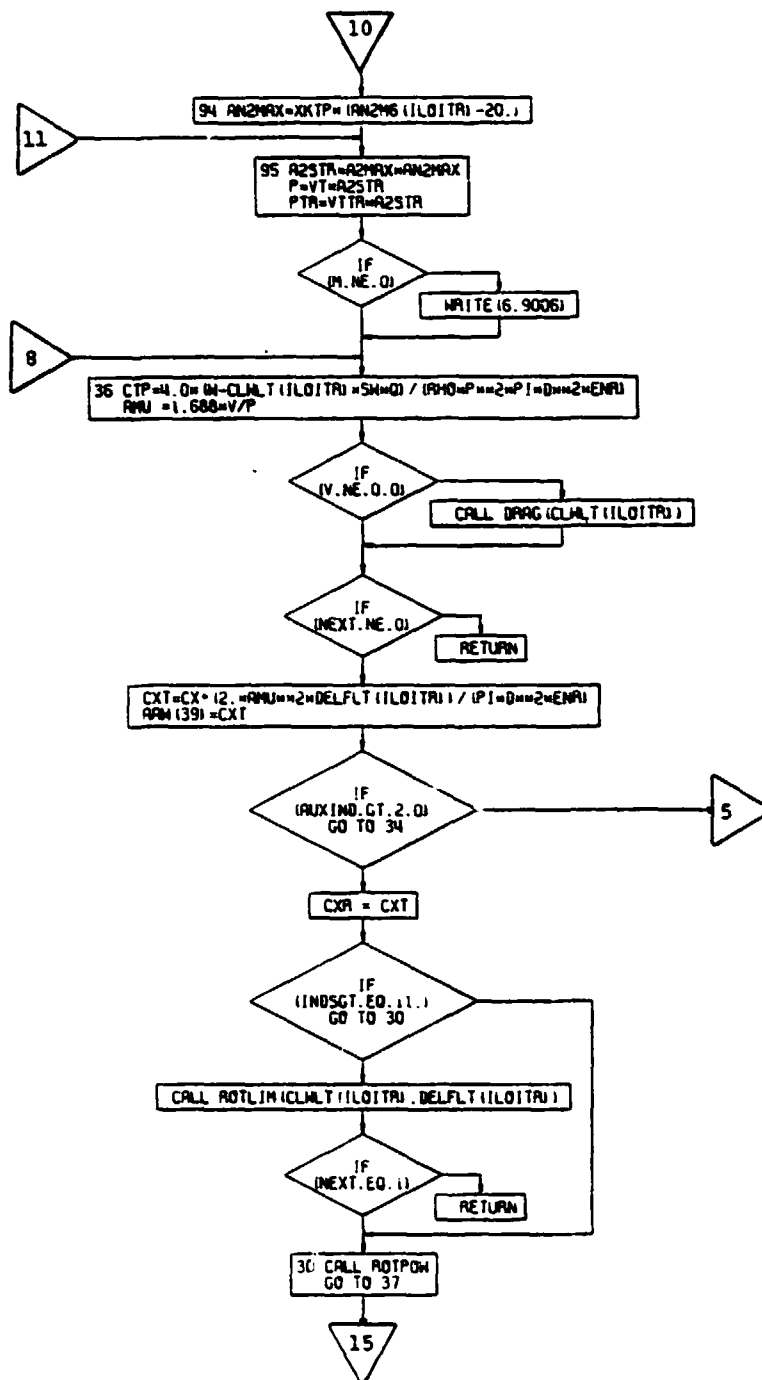 10
94 AN2MAX=XKTP*(AN2M6(ILOITR)-20.)
11
95 A2STR=A2MAX*AN2MAX
P=VT*A2STR
PTR=VTTR*A2STR
IF
(M.NE.0)
WRITE(6.9006)
8
36 CTP=4.0*(W-CLWLT(ILOITR)*SW*Q)/(RHO*P**2*PI*D**2*ENR)
AMU =1.688*V/P
IF
(V.NE.0.0)
CALL DRAG(CLWLT(ILOITR))
IF
(NEXT.NE.0)
RETURN
CXT=CX+(2.*AMU**2*DELFLT(ILOITR))/(PI*D**2*ENR)
ARW(39)=CXT
IF
(AUXIND.GT.2.0)
GO TO 34
5
CXR = CXT
IF
(INDSGT.EQ.(1.)
GO TO 30
CALL ROTLIM(CLWLT(ILOITR).DELFLT(ILOITR))
IF
(NEXT.EQ.1)
RETURN
30 CALL ROTPOW
GO TO 37
15